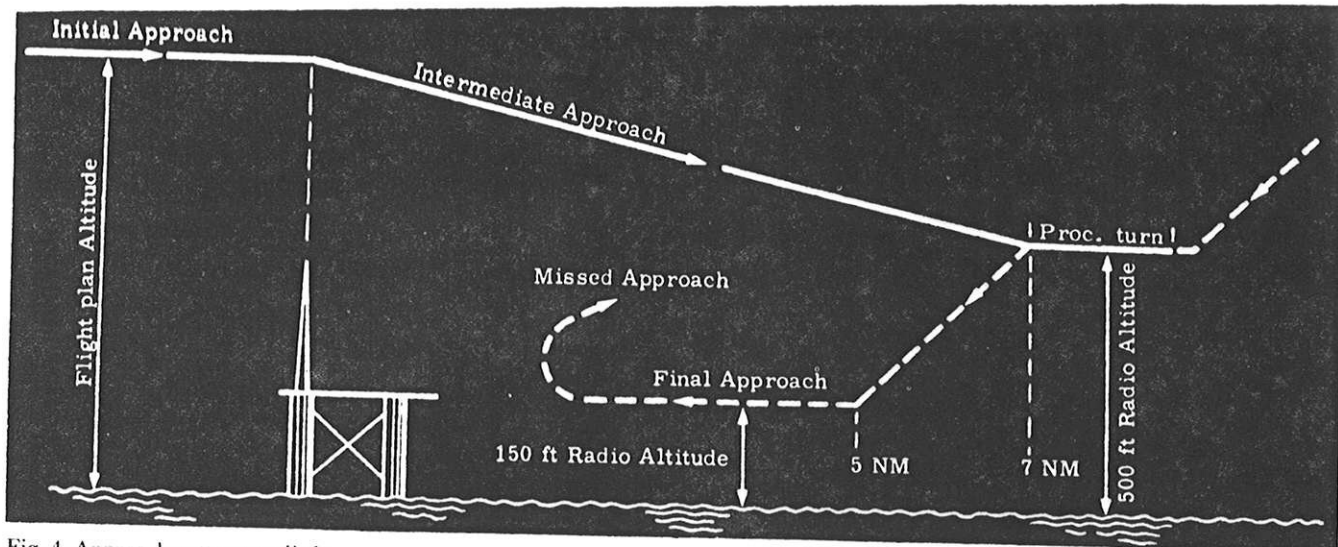 Initial Approach
Intermediate Approach
Flight plan Altitude
Proc. turn!
Missed Approach
Final Approach
150 ft Radio Altitude
5 NM
7 NM
500 ft Radio Altitude